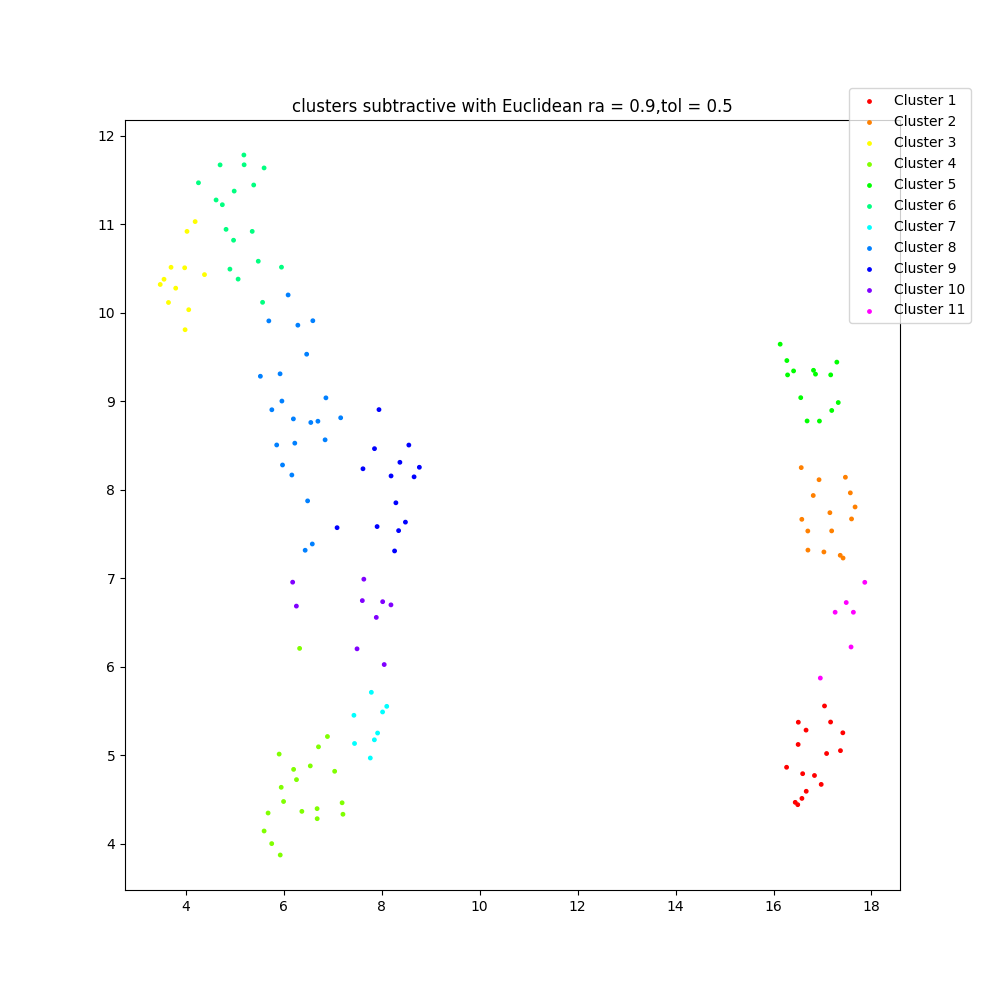 clusters subtractive with Euclidean ra = 0.9,tol = 0.5
Cluster 1
Cluster 2
Cluster 3
Cluster 4
Cluster 5
Cluster 6
Cluster 7
Cluster 8
Cluster 9
Cluster 10
Cluster 11
12
11
10
9
8
7
6
5
4
4 6 8 10 12 14 16 18